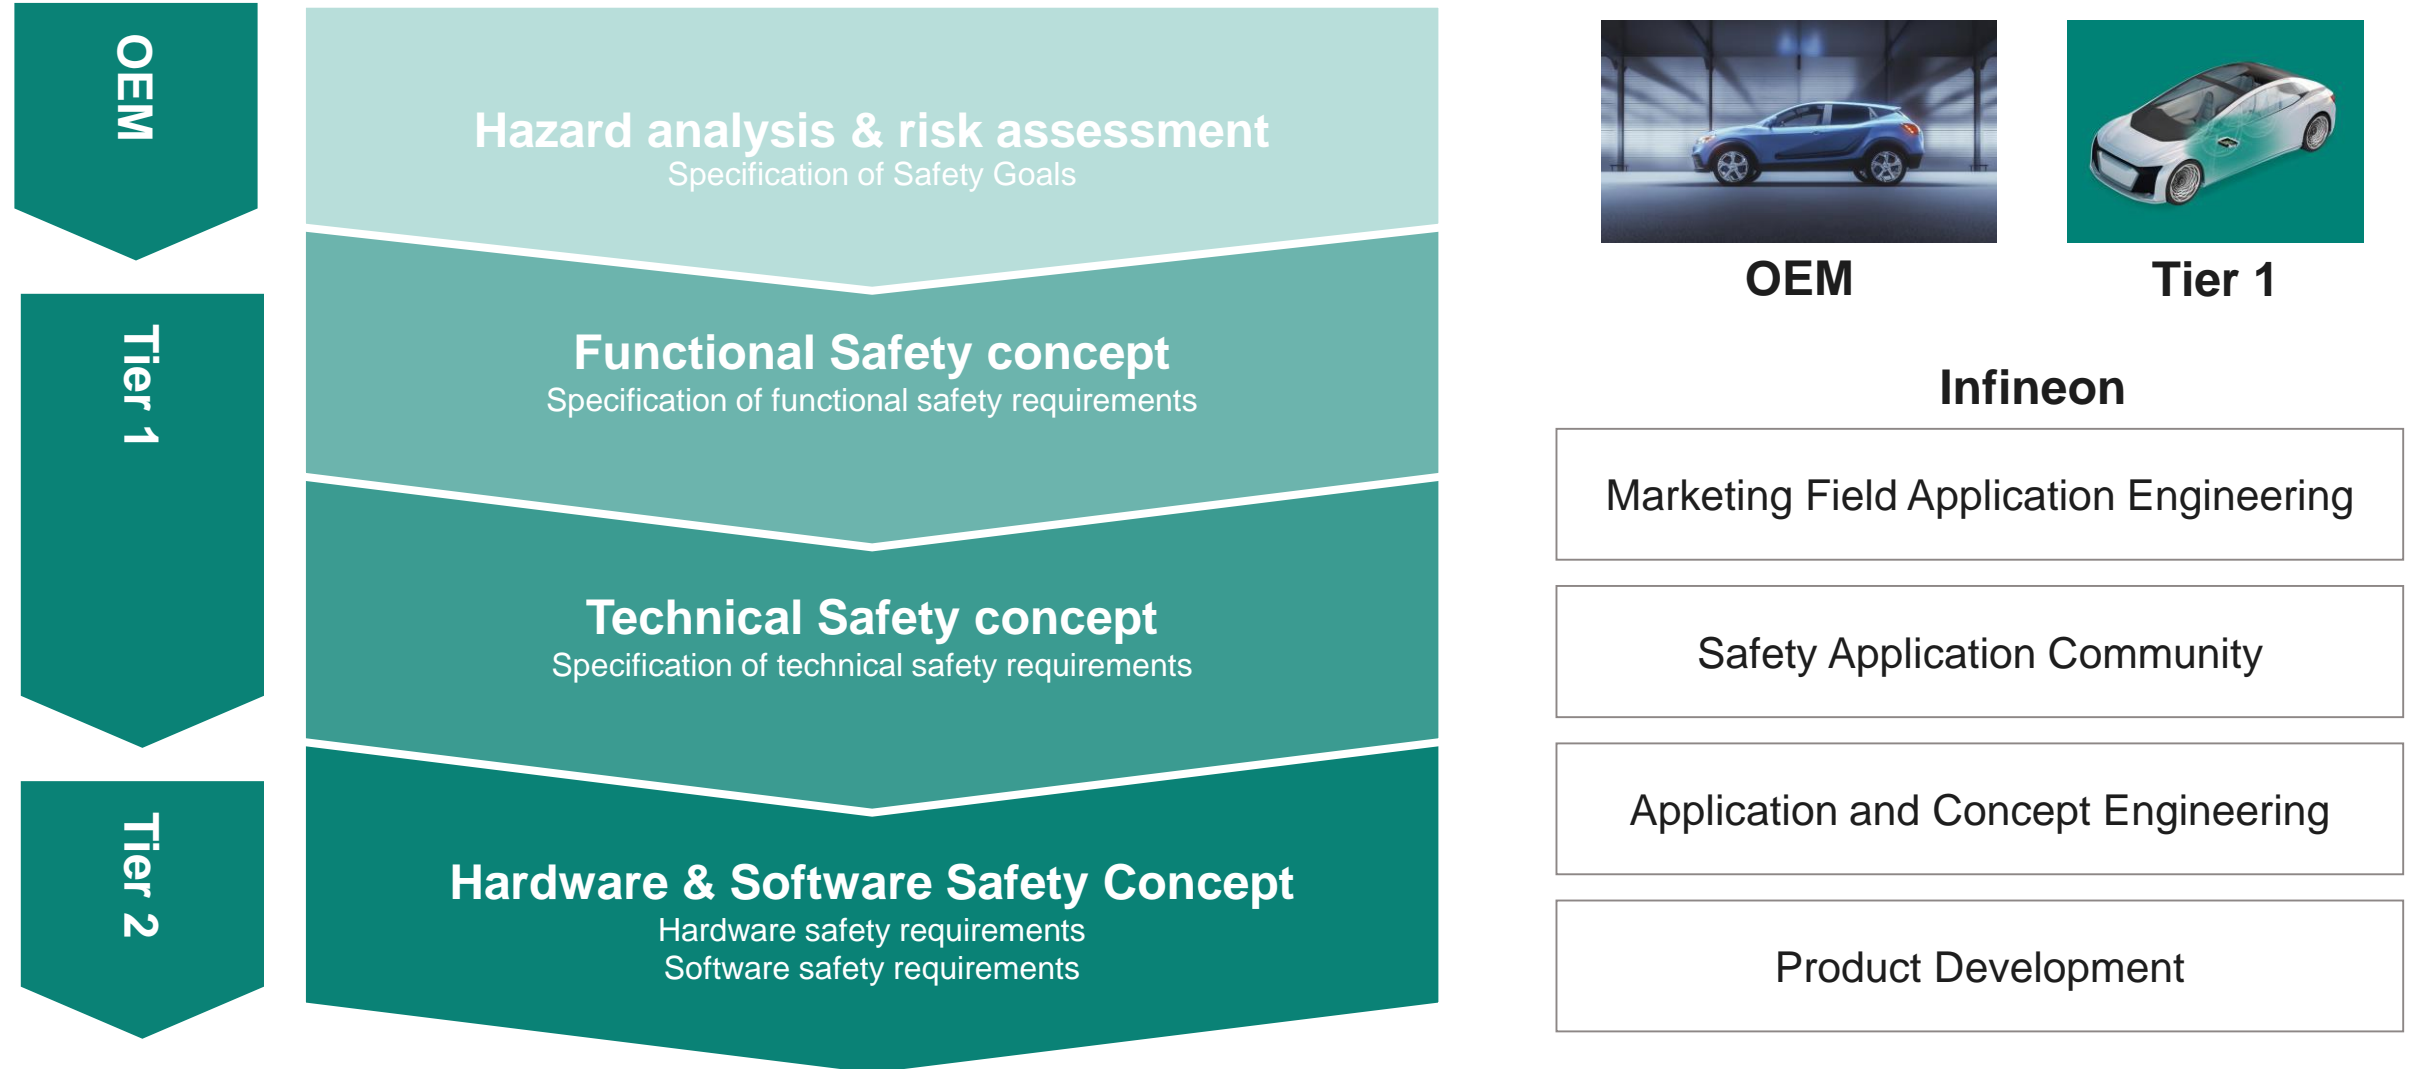 OEM
Hazard analysis & risk assessment
Specification of Safety Goals
Tier 1
Functional Safety concept
Specification of functional safety requirements
Technical Safety concept
Specification of technical safety requirements
Tier 2
Hardware & Software Safety Concept
Hardware safety requirements
Software safety requirements
OEM
Tier 1
Infineon
Marketing Field Application Engineering
Safety Application Community
Application and Concept Engineering
Product Development